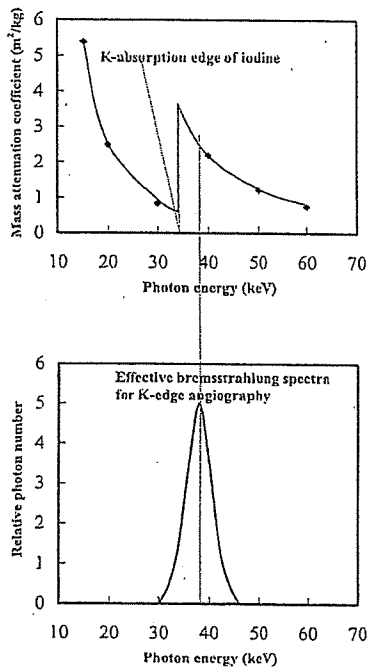 6
5
4
3
2
1
0
Mass attenuation coefficient (m²/kg)
K-absorption edge of iodine
10 20 30 40 50 60 70
Photon energy (keV)
6
5
4
3
2
1
0
Relative photon number
Effective bremsstrahlung spectra
for K-edge angiography
10 20 30 40 50 60 70
Photon energy (keV)